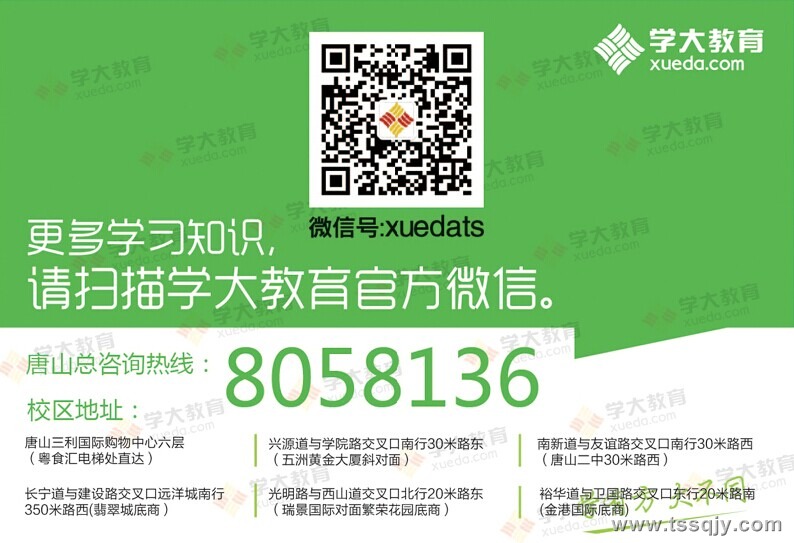 学大教育
xueda.com
微信号:xuedats
更多学习知识,
请扫描学大教育官方微信。
唐山总咨询热线：
8058136
校区地址：
唐山三利国际购物中心六层
（粤食汇电梯处直达）
兴源道与学院路交叉口南行30米路东
（五洲黄金大厦斜对面）
南新道与友谊路交叉口南行30米路西
（唐山二中30米路西）
长宁道与建设路交叉口远洋城南行
350米路西(翡翠城底商）
光明路与西山道交叉口北行20米路东
（瑞景国际对面繁荣花园底商）
裕华道与卫国路交叉口东行20米路南
(金港国际底商)
www.tssqjy.com